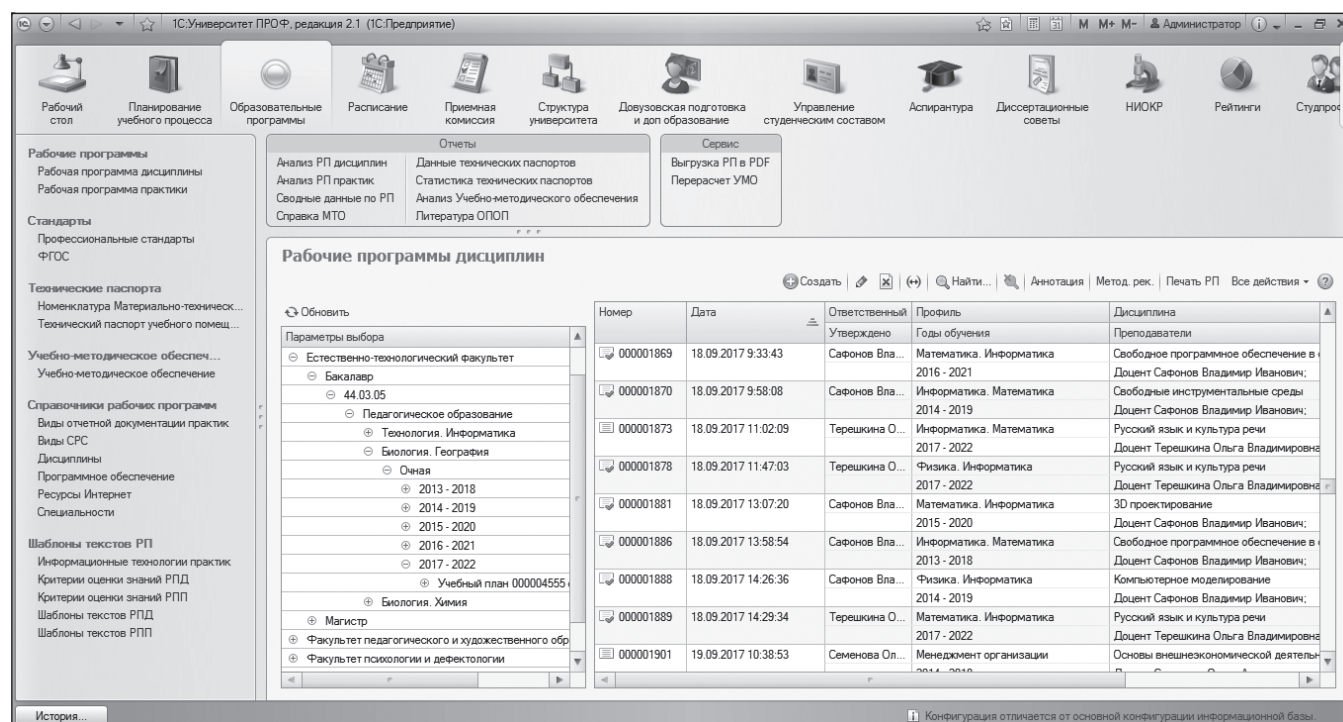 1С:Университет ПРОФ, редакция 2.1 (1С:Предприятие)
M M+ M- Администратор
Рабочий стол
Планирование учебного процесса
Образовательные программы
Расписание
Приемная комиссия
Структура университета
Довузовская подготовка и доп образование
Управление студенческим составом
Аспирантура
Диссертационные советы
НИОКР
Рейтинги
Студпрос
Рабочие программы
Рабочая программа дисциплины
Рабочая программа практики
Стандарты
Профессиональные стандарты
ФГОС
Технические паспорта
Номенклатура Материально-техническ...
Технический паспорт учебного помещ...
Учебно-методическое обеспеч...
Учебно-методическое обеспечение
Справочники рабочих программ
Виды отчетной документации практик
Виды СРС
Дисциплины
Программное обеспечение
Ресурсы Интернет
Специальности
Шаблоны текстов РП
Информационные технологии практик
Критерии оценки знаний РПД
Критерии оценки знаний РПП
Шаблоны текстов РПД
Шаблоны текстов РПП
Отчеты
Анализ РП дисциплин Данные технических паспортов
Анализ РП практик Статистика технических паспортов
Сводные данные по РП Анализ Учебно-методического обеспечения
Справка МТО Литература ОПОП
Сервис
Выгрузка РП в PDF
Перерасчет УМО
Рабочие программы дисциплин
Создать Найти... Аннотация Метод. рек. Печать РП Все действия
Обновить
Параметры выбора
Естественно-технологический факультет
Бакалавр
44.03.05
Педагогическое образование
Технология. Информатика
Биология. География
Очная
2013 - 2018
2014 - 2019
2015 - 2020
2016 - 2021
2017 - 2022
Учебный план 000004555
Биология. Химия
Магистр
Факультет педагогического и художественного обр
Факультет психологии и дефектологии
Номер Дата Ответственный Профиль Дисциплина
Утверждено Годы обучения Преподаватели
000001869 18.09.2017 9:33:43 Сафонов Вла... Математика. Информатика Свободное программное обеспечение в
2016 - 2021 Доцент Сафонов Владимир Иванович;
000001870 18.09.2017 9:58:08 Сафонов Вла... Информатика. Математика Свободные инструментальные среды
2014 - 2019 Доцент Сафонов Владимир Иванович;
000001873 18.09.2017 11:02:09 Терешкина О... Информатика. Математика Русский язык и культура речи
2017 - 2022 Доцент Терешкина Ольга Владимировна
000001878 18.09.2017 11:47:03 Терешкина О... Физика. Информатика Русский язык и культура речи
2017 - 2022 Доцент Терешкина Ольга Владимировна
000001881 18.09.2017 13:07:20 Сафонов Вла... Математика. Информатика 3D проектирование
2015 - 2020 Доцент Сафонов Владимир Иванович;
000001886 18.09.2017 13:58:54 Сафонов Вла... Информатика. Математика Свободное программное обеспечение в
2013 - 2018 Доцент Сафонов Владимир Иванович;
000001888 18.09.2017 14:26:36 Сафонов Вла... Физика. Информатика Компьютерное моделирование
2014 - 2019 Доцент Сафонов Владимир Иванович;
000001889 18.09.2017 14:29:34 Терешкина О... Математика. Информатика Русский язык и культура речи
2017 - 2022 Доцент Терешкина Ольга Владимировна
000001901 19.09.2017 10:38:53 Семенова Ол... Менеджмент организации Основы внешнеэкономической деятельн
История...
Конфигурация отличается от основной конфигурации информационной базы.